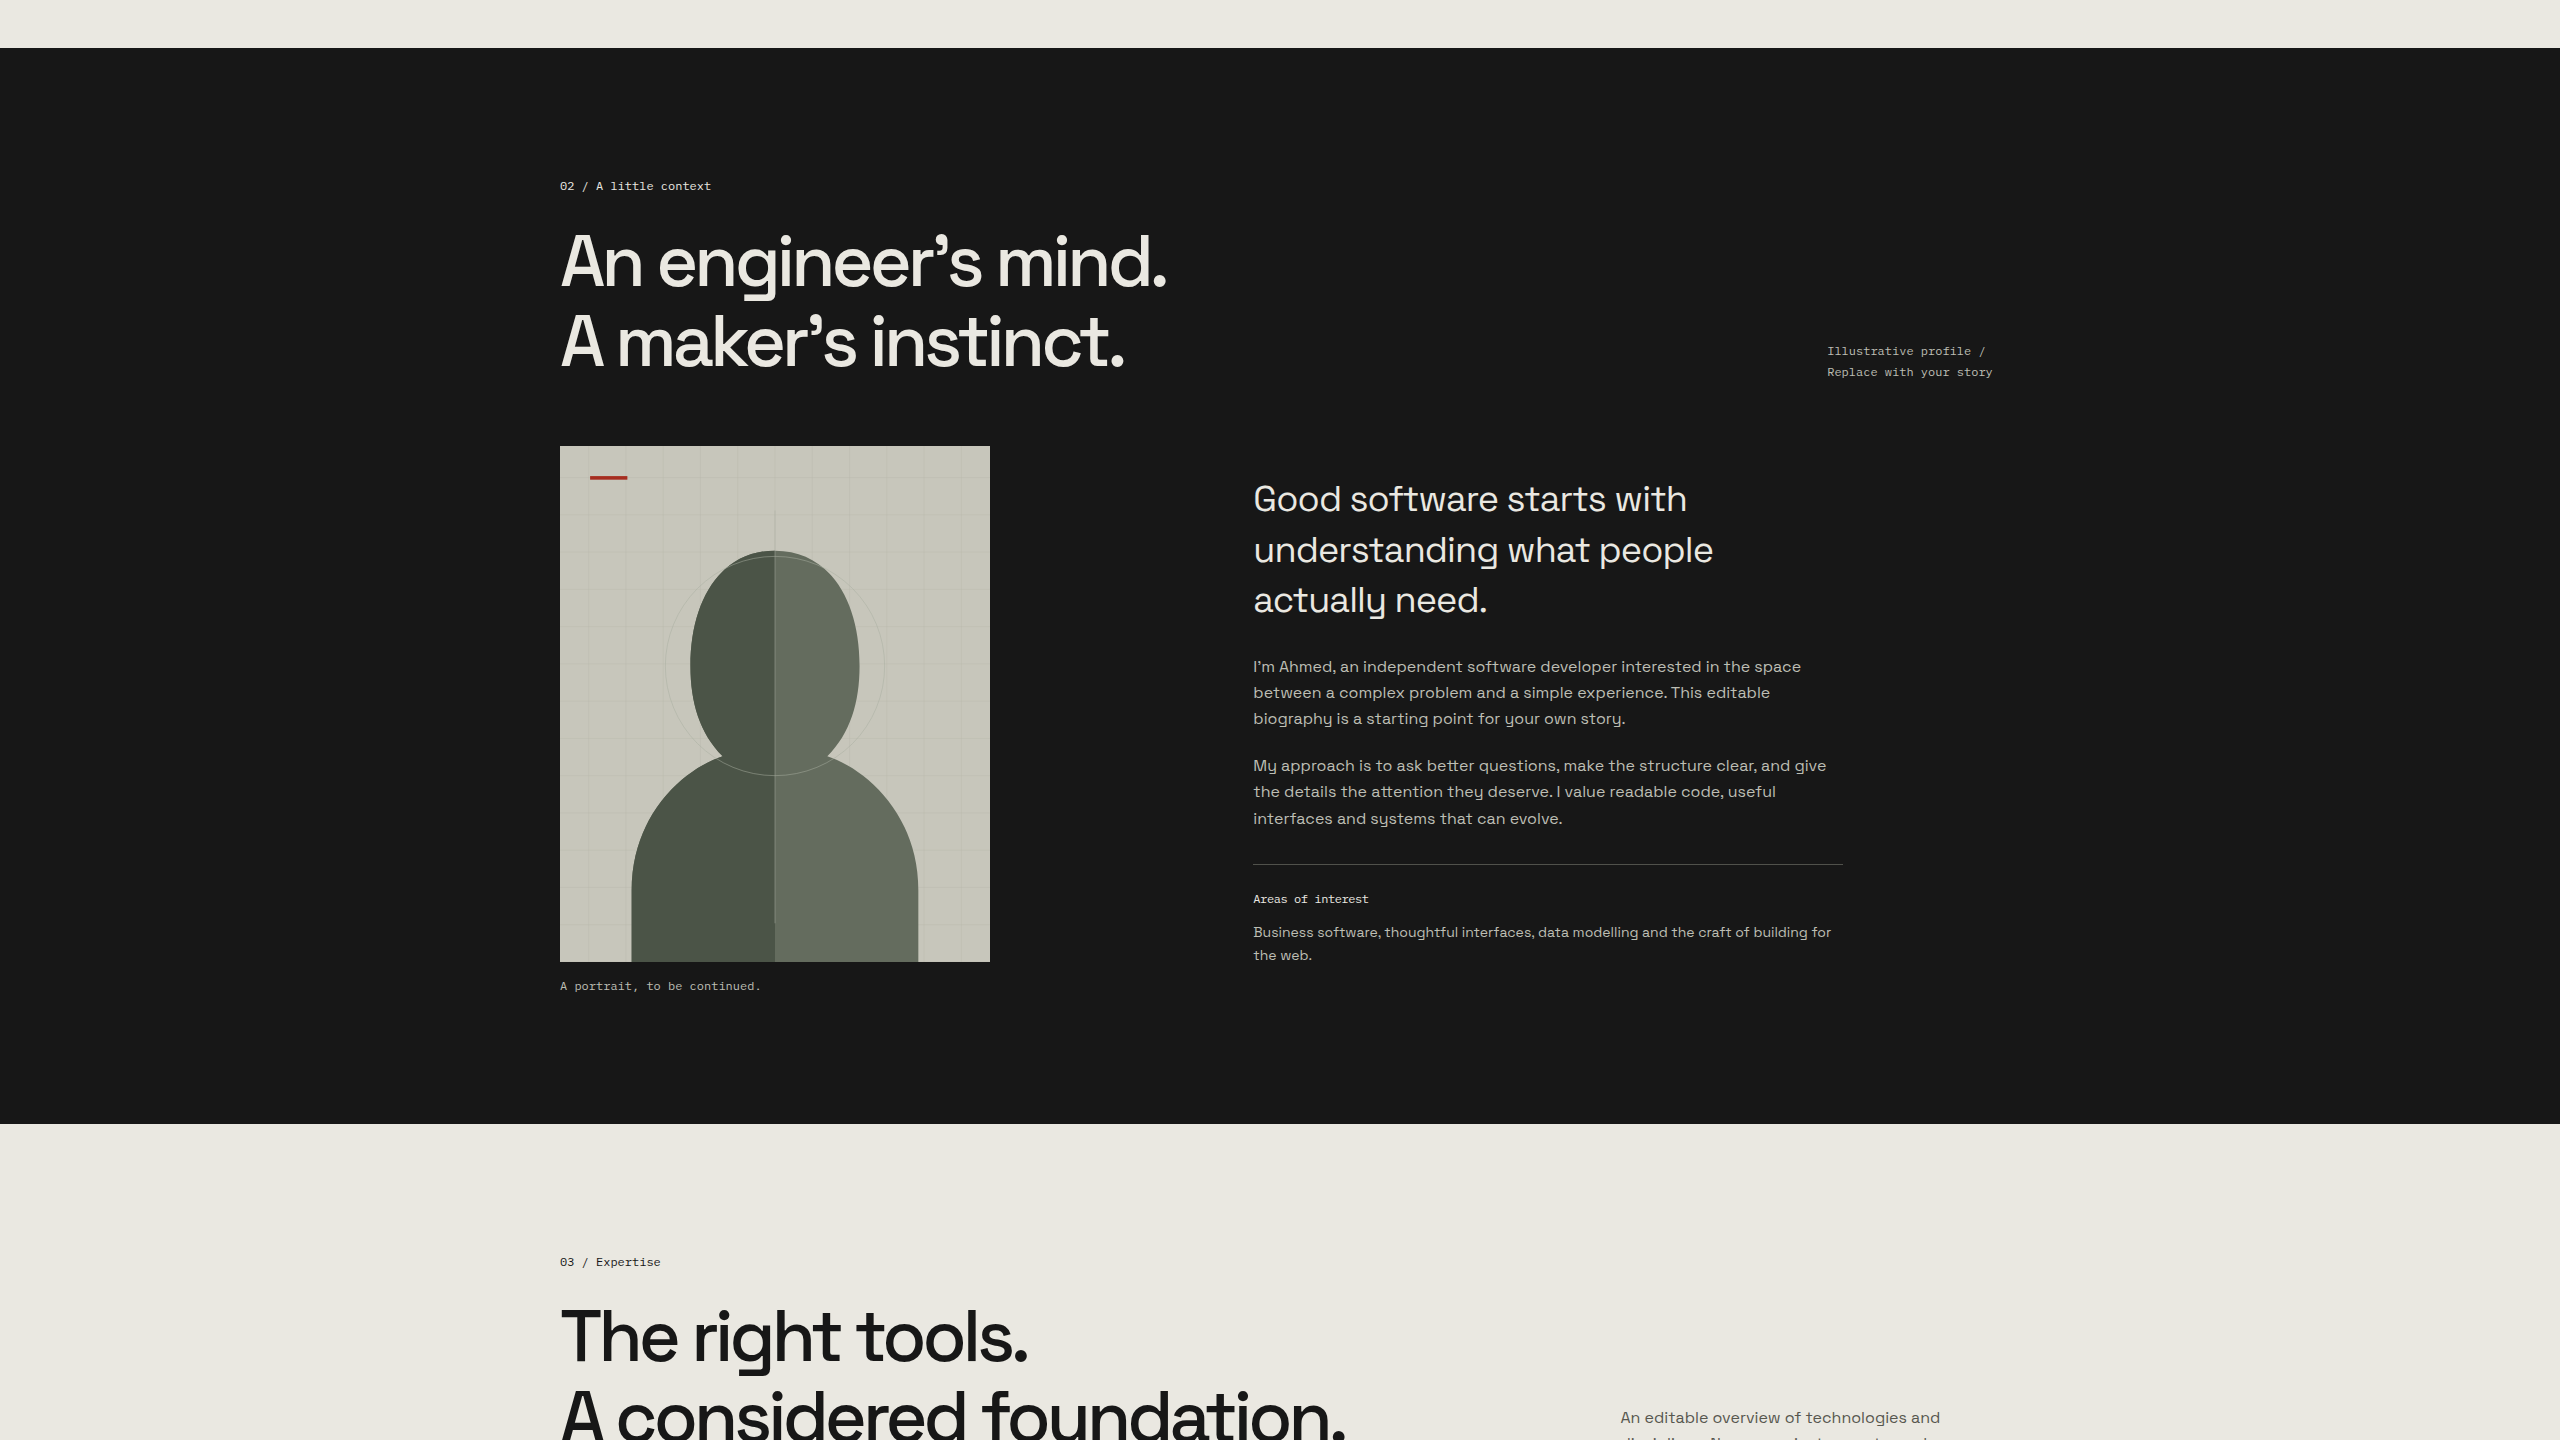 02 / A little context
An engineer’s mind.
A maker’s instinct.
Illustrative profile /
Replace with your story
Good software starts with
understanding what people
actually need.
I’m Ahmed, an independent software developer interested in the space
between a complex problem and a simple experience. This editable
biography is a starting point for your own story.
My approach is to ask better questions, make the structure clear, and give
the details the attention they deserve. I value readable code, useful
interfaces and systems that can evolve.
Areas of interest
Business software, thoughtful interfaces, data modelling and the craft of building for
the web.
A portrait, to be continued.
03 / Expertise
The right tools.
A considered foundation.
An editable overview of technologies and